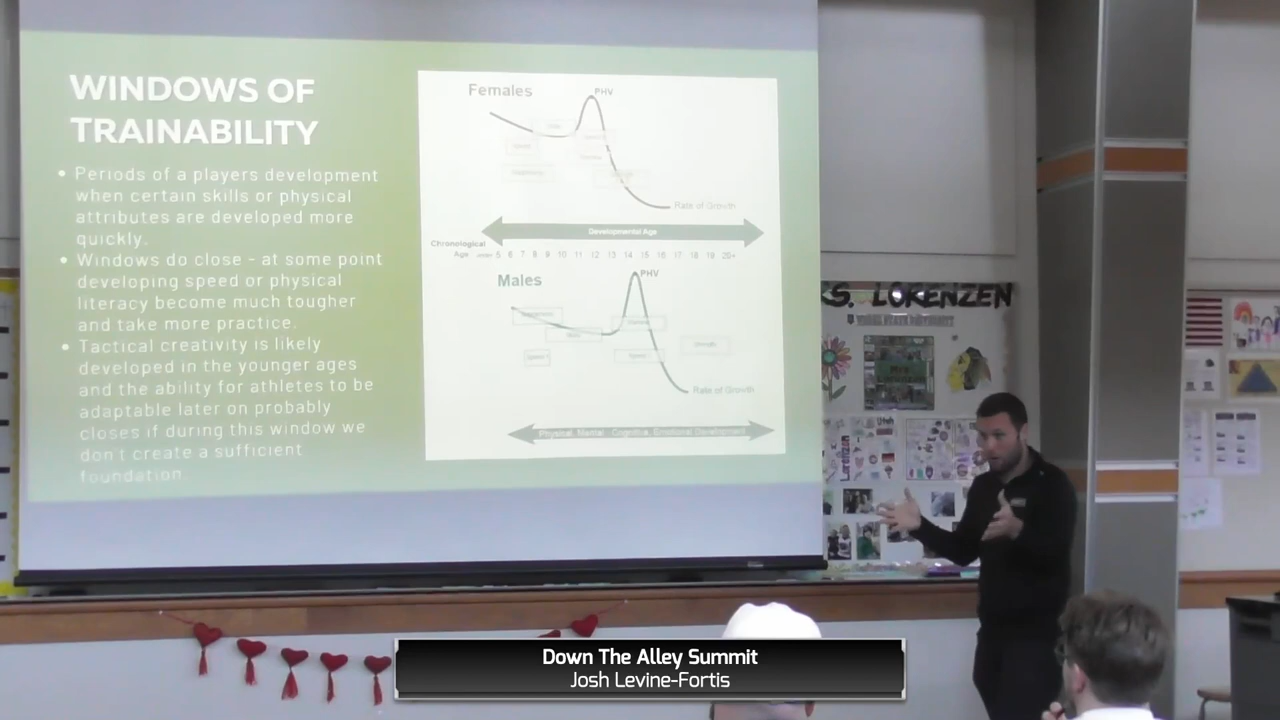 WINDOWS OF
TRAINABILITY
• Periods of a players development
when certain skills or physical
attributes are developed more
quickly.
• Windows do close - at some point
developing speed or physical
literacy become much tougher
and take more practice.
• Tactical creativity is likely
developed in the younger ages
and the ability for athletes to be
adaptable later on probably
closes if during this window we
don't create a sufficient
foundation.
Females
PHV
Rate of Growth
Developmental Age
Chronological
Age
5 6 7 8 9 10 11 12 13 14 15 16 17 18 19 20+
Males
PHV
Rate of Growth
Physical, Mental - Cognitive, Emotional Development
S. LORENZEN
Down The Alley Summit
Josh Levine-Fortis